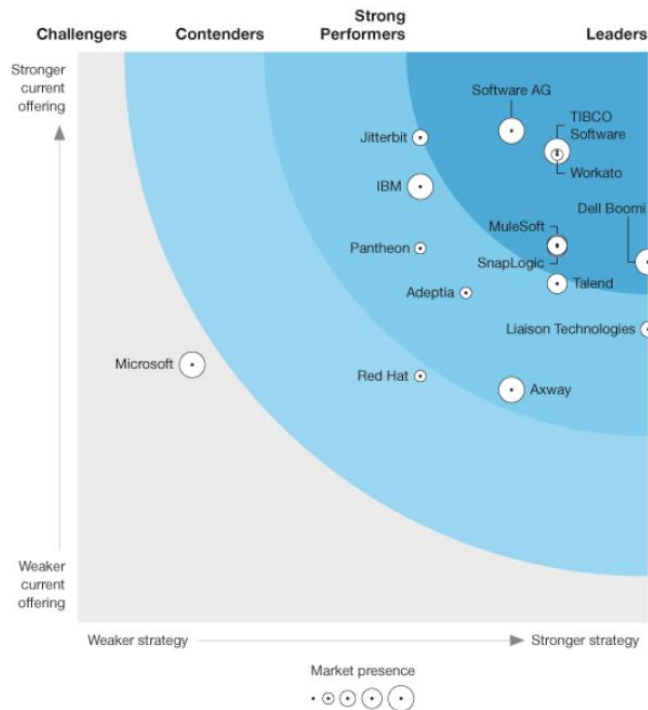 Challengers
Contenders
Strong
Performers
Leaders
Stronger
current
offering
Software AG
TIBCO
Software
Jitterbit
Workato
IBM
Dell Boomi
MuleSoft
Pantheon
SnapLogic
Talend
Adeptia
Liaison Technologies
Microsoft
Red Hat
Axway
Weaker
current
offering
Weaker strategy
Stronger strategy
Market presence